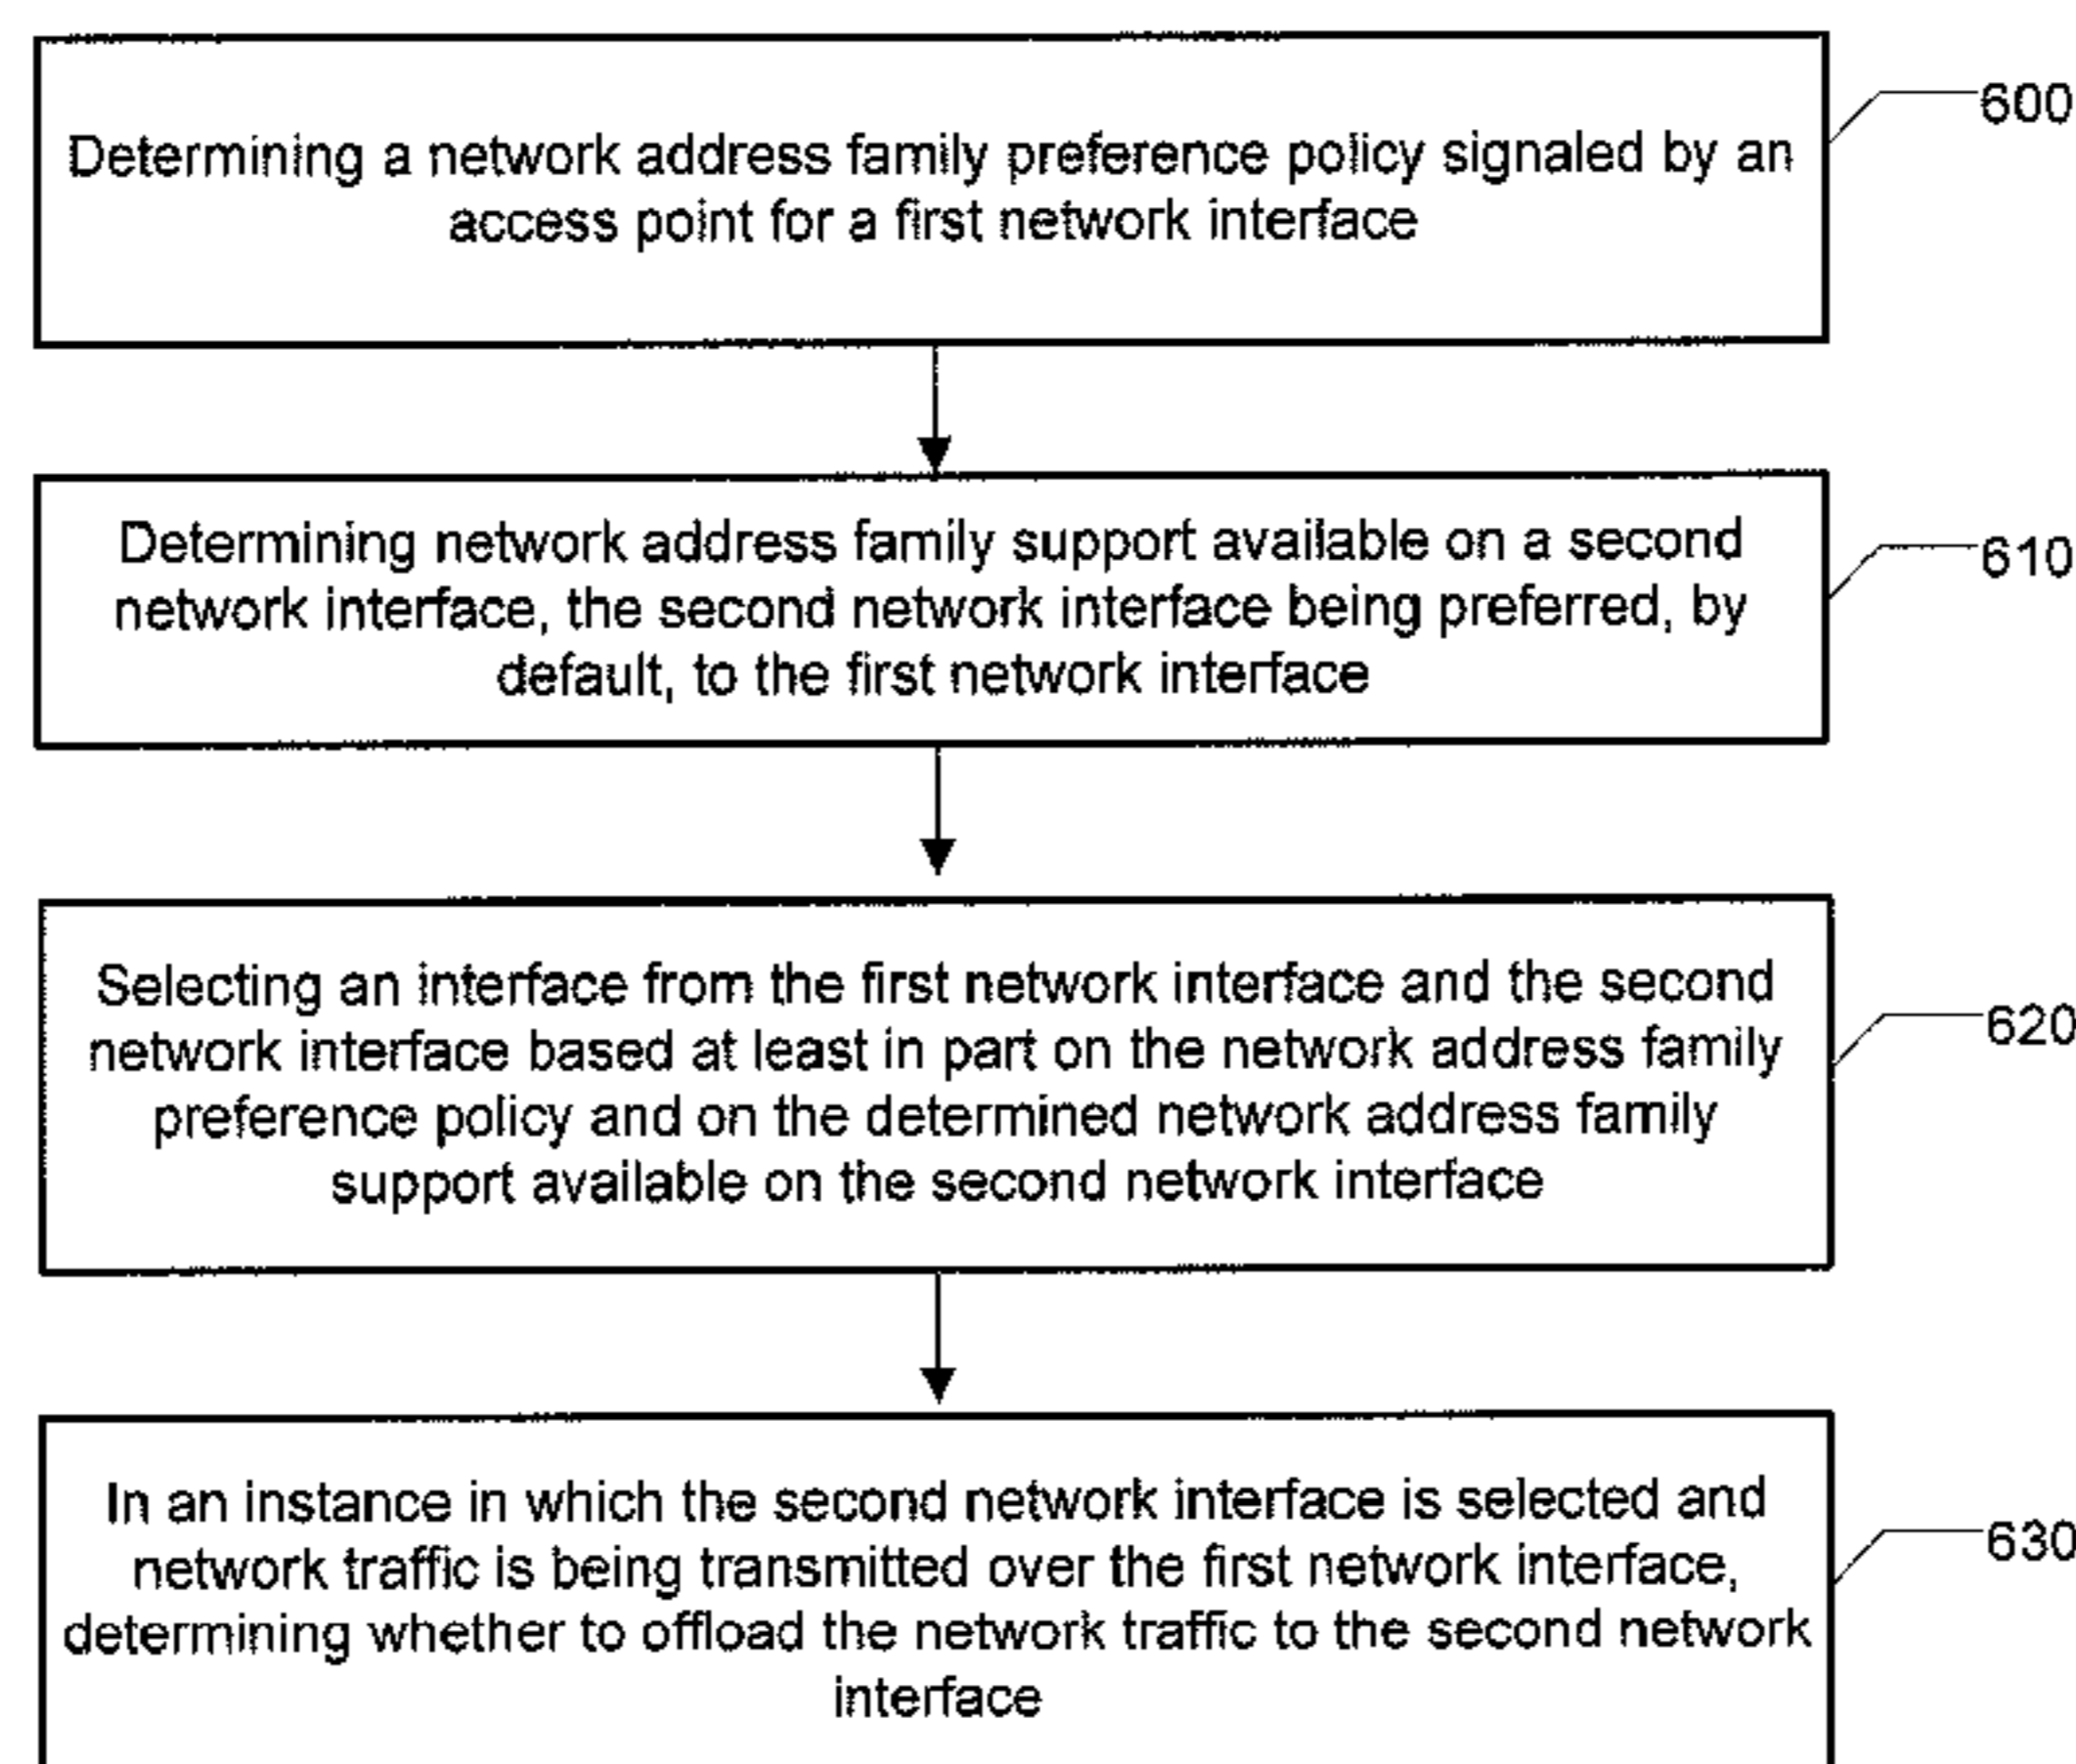 Determining a network address family preference policy signaled by an
access point for a first network interface
600
Determining network address family support available on a second
network interface, the second network interface being preferred, by
default, to the first network interface
610
Selecting an interface from the first network interface and the second
network interface based at least in part on the network address family
preference policy and on the determined network address family
support available on the second network interface
620
In an instance in which the second network interface is selected and
network traffic is being transmitted over the first network interface,
determining whether to offload the network traffic to the second network
interface
630